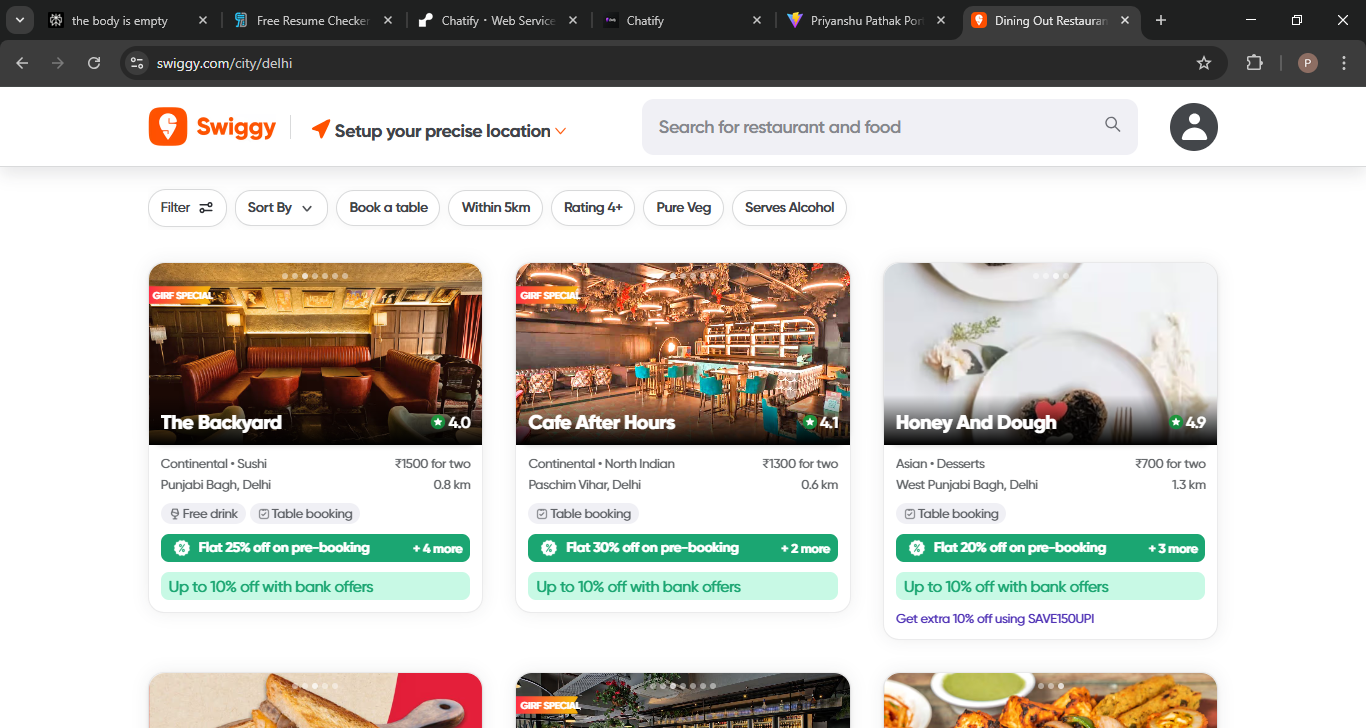 the body is empty
Free Resume Checker
Chatify · Web Service
Chatify
Priyanshu Pathak Por
Dining Out Restauran
swiggy.com/city/delhi
P
Swiggy
Setup your precise location
Search for restaurant and food
Filter
Sort By
Book a table
Within 5km
Rating 4+
Pure Veg
Serves Alcohol
GIRF SPECIAL
The Backyard
4.0
Continental • Sushi
₹1500 for two
Punjabi Bagh, Delhi
0.8 km
Free drink
Table booking
Flat 25% off on pre-booking
+ 4 more
Up to 10% off with bank offers
GIRF SPECIAL
Cafe After Hours
4.1
Continental • North Indian
₹1300 for two
Paschim Vihar, Delhi
0.6 km
Table booking
Flat 30% off on pre-booking
+ 2 more
Up to 10% off with bank offers
Honey And Dough
4.9
Asian • Desserts
₹700 for two
West Punjabi Bagh, Delhi
1.3 km
Table booking
Flat 20% off on pre-booking
+ 3 more
Up to 10% off with bank offers
Get extra 10% off using SAVE150UPI
GIRF SPECIAL